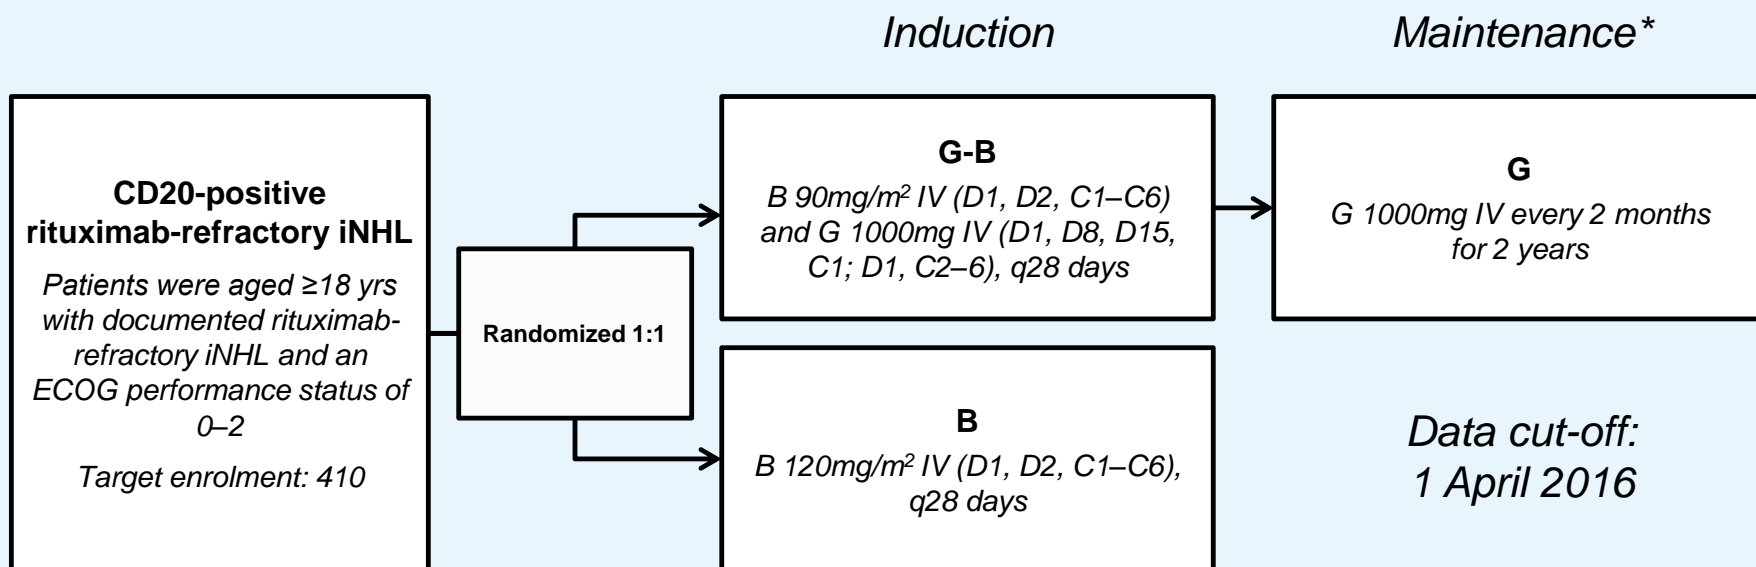 Induction
Maintenance*
CD20-positive
rituximab-refractory iNHL
Patients were aged ≥18 yrs
with documented rituximab-
refractory iNHL and an
ECOG performance status of
0–2
Target enrolment: 410
Randomized 1:1
G-B
B 90mg/m² IV (D1, D2, C1–C6)
and G 1000mg IV (D1, D8, D15,
C1; D1, C2–6), q28 days
G
G 1000mg IV every 2 months
for 2 years
B
B 120mg/m² IV (D1, D2, C1–C6),
q28 days
Data cut-off:
1 April 2016